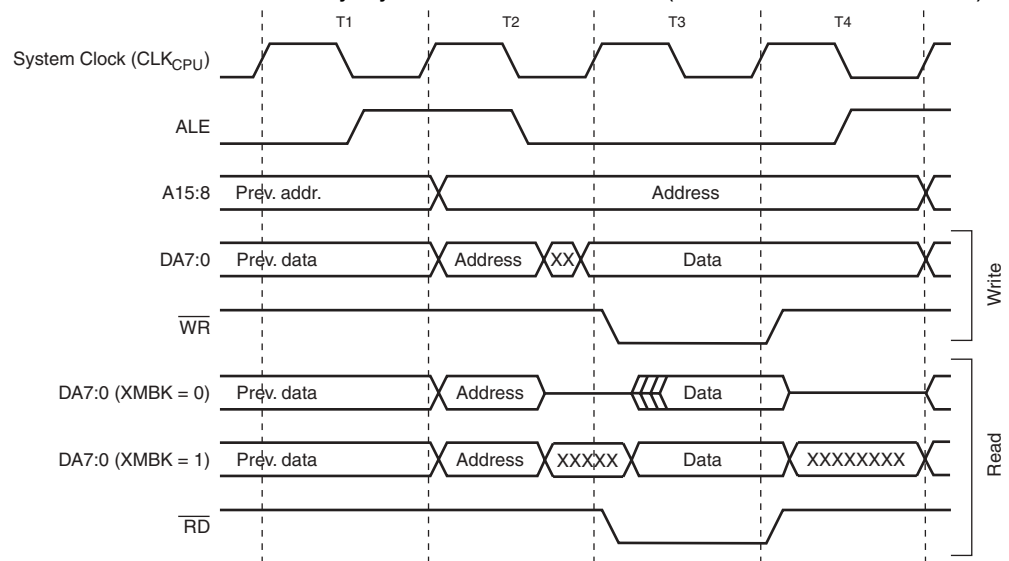 T1 T2 T3 T4
System Clock (CLKCPU)
ALE
A15:8 Prev. addr. Address
DA7:0 Prev. data Address XX Data
WR
Write
DA7:0 (XMBK = 0) Prev. data Address Data
DA7:0 (XMBK = 1) Prev. data Address XXXXX Data XXXXXXXX
RD
Read